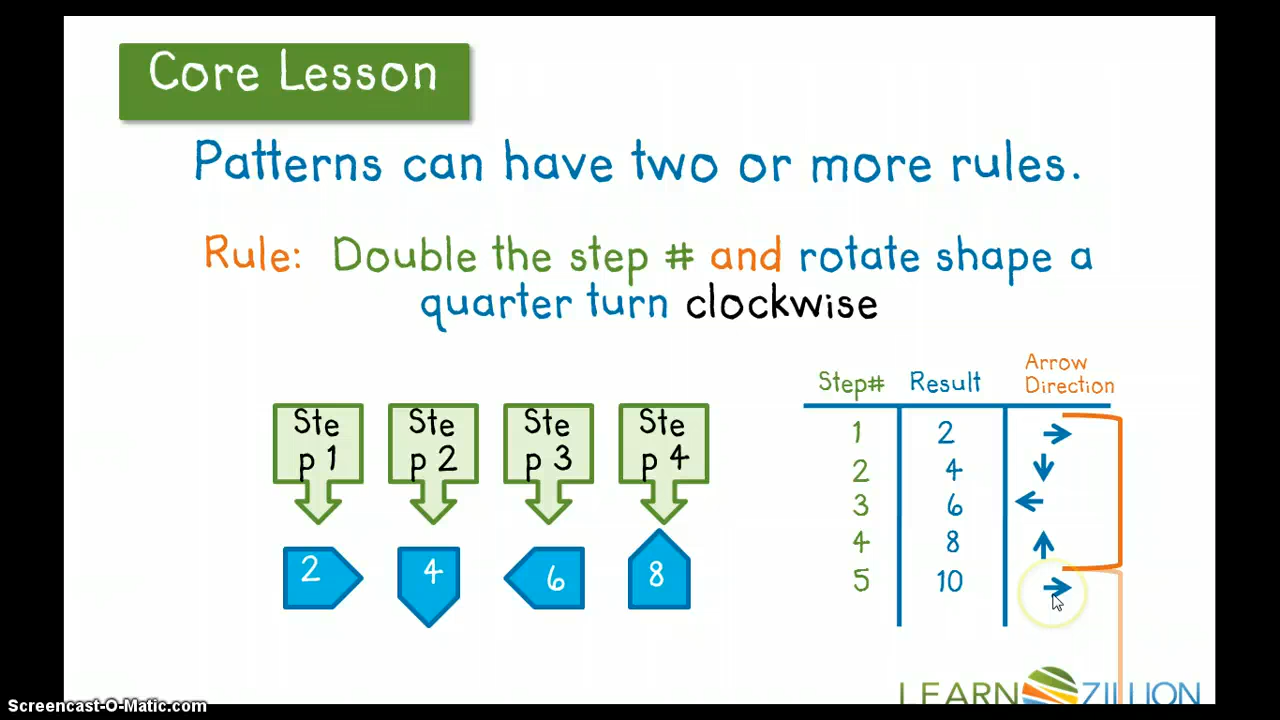 Core Lesson
Patterns can have two or more rules.
Rule: Double the step # and rotate shape a
quarter turn clockwise
Ste
p 1
Ste
p 2
Ste
p 3
Ste
p 4
2
4
6
8
Step# Result Arrow
Direction
1 2 →
2 4 ↓
3 6 ←
4 8 ↑
5 10 →
LEARNZILLION
Screencast-O-Matic.com